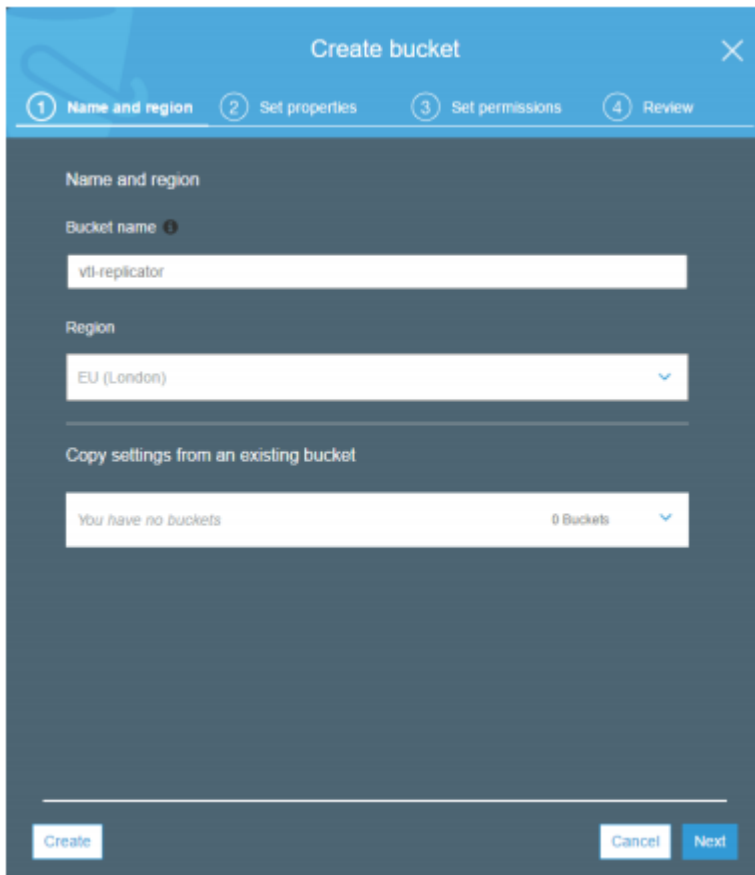 Create bucket
1 Name and region 2 Set properties 3 Set permissions 4 Review
Name and region
Bucket name
vtl-replicator
Region
EU (London)
Copy settings from an existing bucket
You have no buckets 0 Buckets
Create Cancel Next